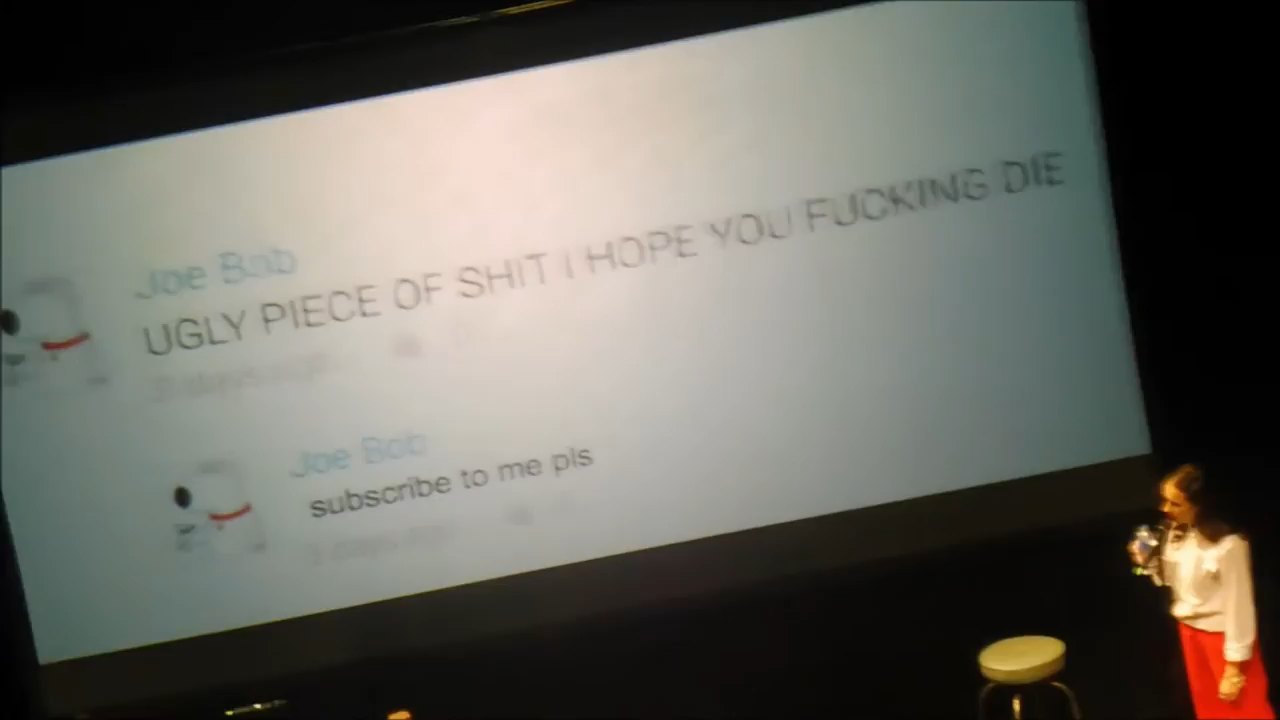 Joe Bob
UGLY PIECE OF SHIT I HOPE YOU FUCKING DIE
Joe Bob
subscribe to me pls